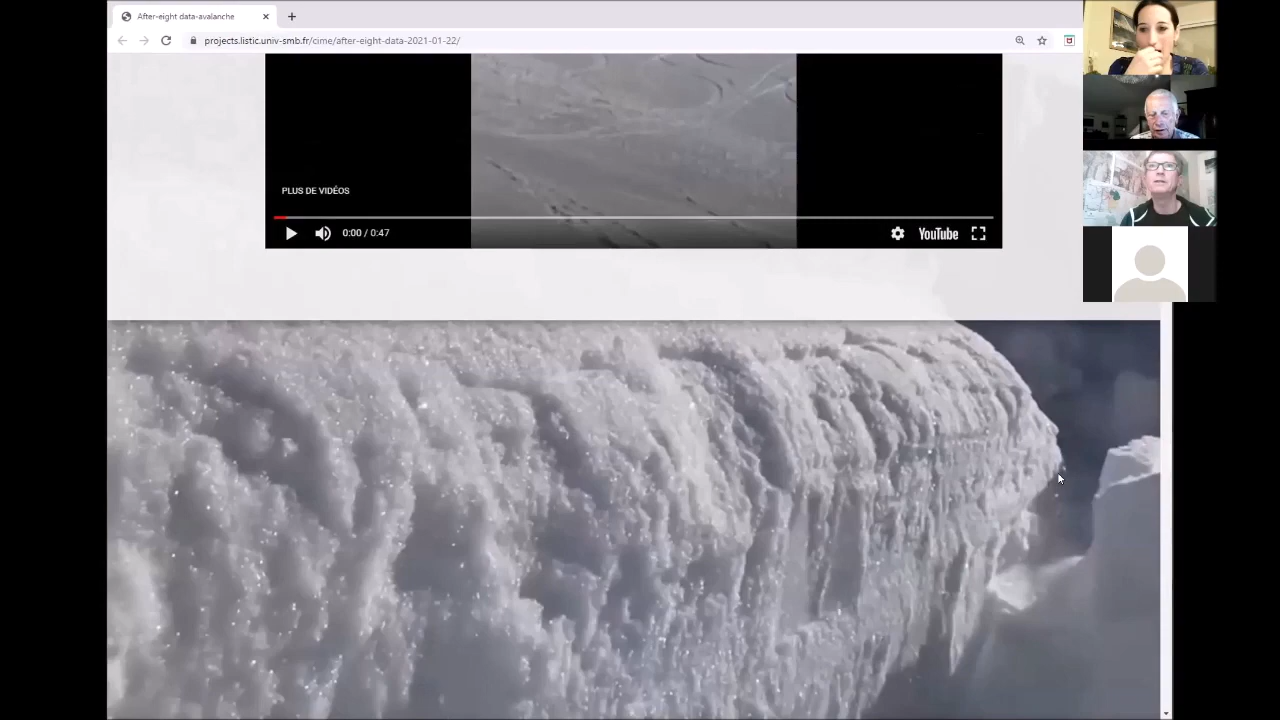 After-eight data-avalanche
projects.listic.univ-smb.fr/cime/after-eight-data-2021-01-22/
PLUS DE VIDÉOS
0:00 / 0:47
YouTube